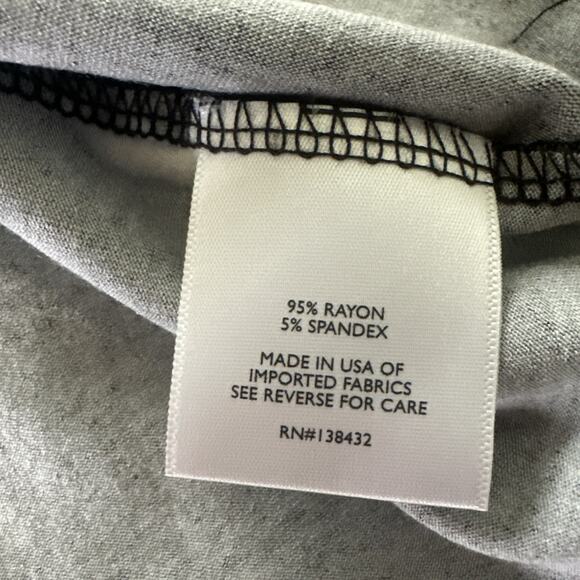 95% RAYON
5% SPANDEX
MADE IN USA OF
IMPORTED FABRICS
SEE REVERSE FOR CARE
RN#138432